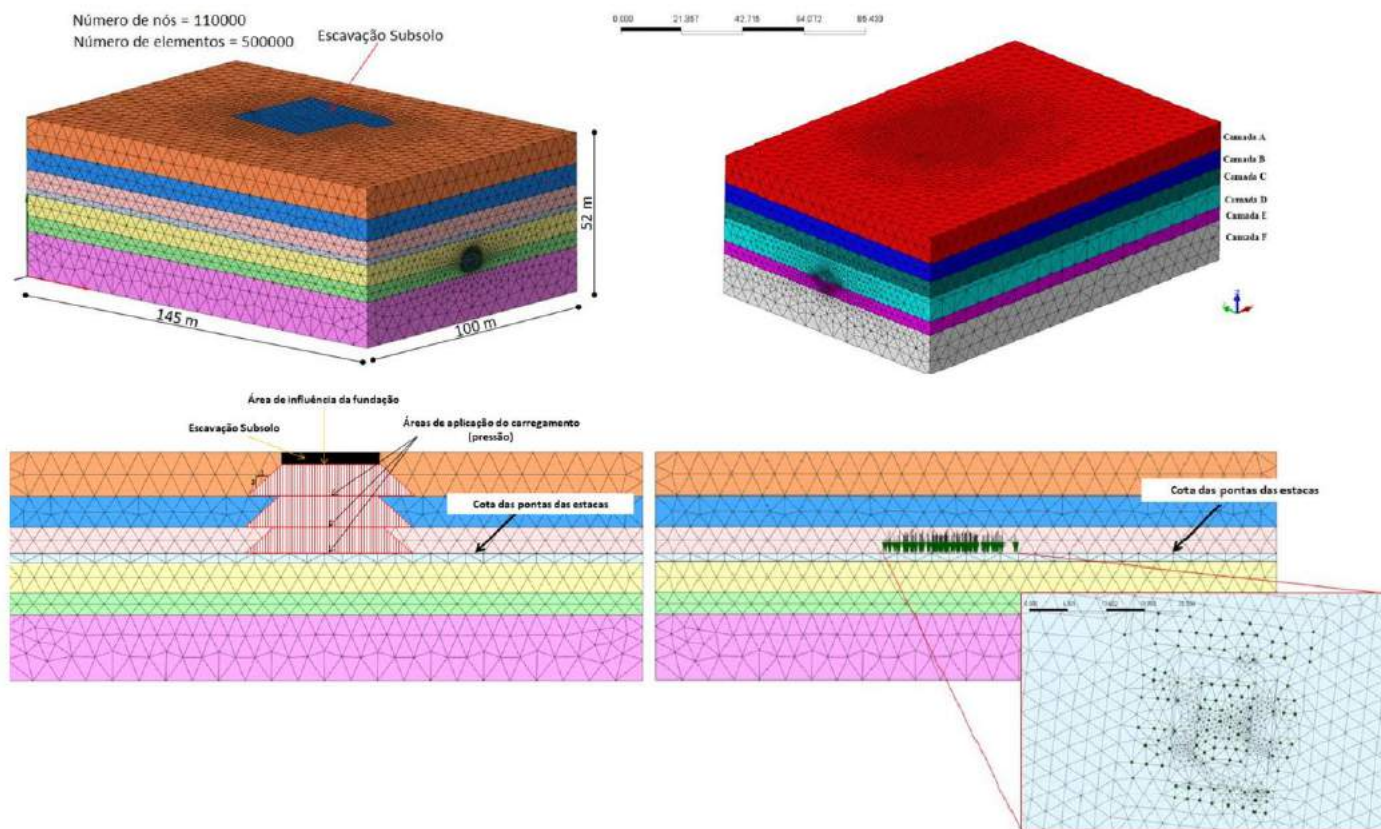 Número de nós = 110000
Número de elementos = 500000
Escavação Subsolo
0.000 21.357 42.715 64.072 85.433
52 m
145 m
100 m
Camada A
Camada B
Camada C
Camada D
Camada E
Camada F
Área de influência da fundação
Escavação Subsolo
Áreas de aplicação do carregamento
(pressão)
Cota das pontas das estacas
Cota das pontas das estacas